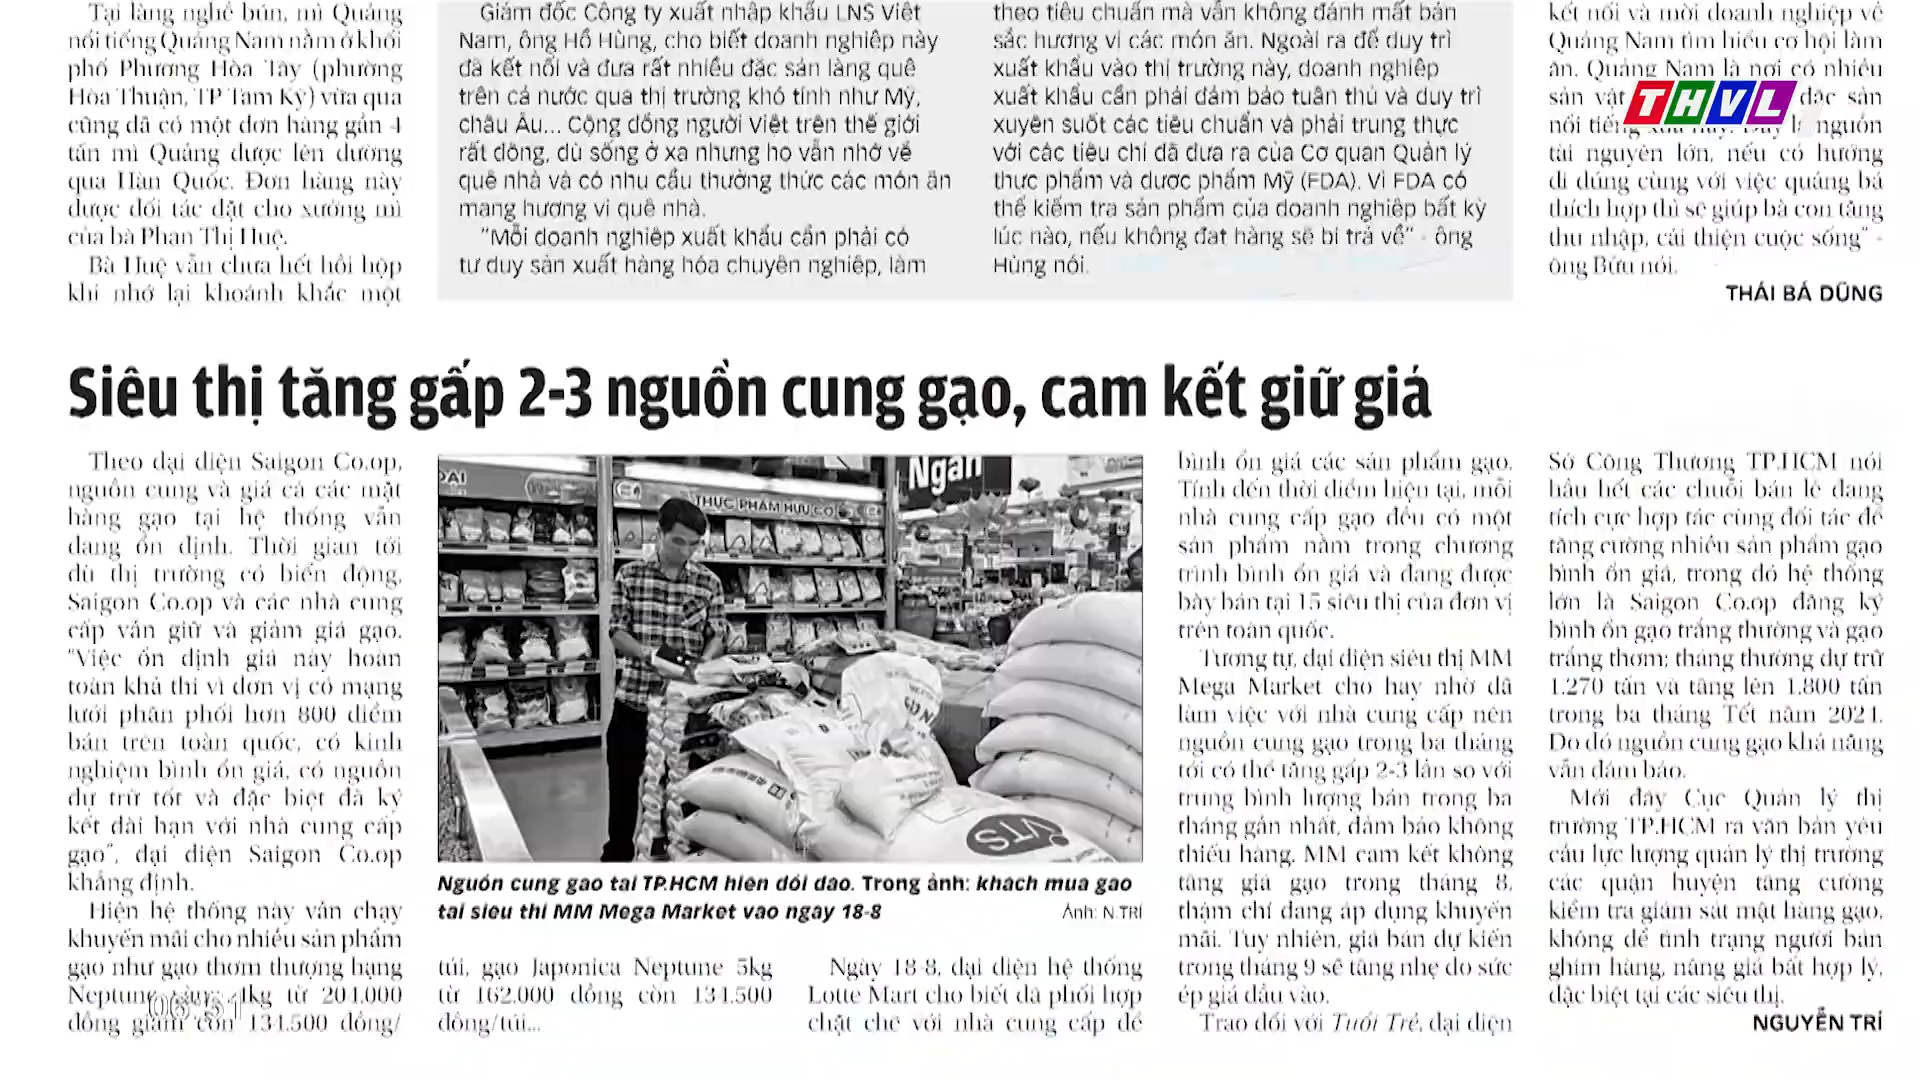 Tại làng nghề bún, mì Quảng
nổi tiếng Quảng Nam nằm ở khối
phố Phương Hòa Tây (phường
Hòa Thuận, TP Tam Kỳ) vừa qua
cũng đã có một đơn hàng gần 4
tấn mì Quảng được lên đường
qua Hàn Quốc. Đơn hàng này
được đối tác đặt cho xưởng mì
của bà Phan Thị Huệ.
Bà Huệ vẫn chưa hết hồi hộp
khi nhớ lại khoảnh khắc một
Giám đốc Công ty xuất nhập khẩu LNS Việt
Nam, ông Hồ Hùng, cho biết doanh nghiệp này
đã kết nối và đưa rất nhiều đặc sản làng quê
trên cả nước qua thị trường khó tính như Mỹ,
châu Âu... Cộng đồng người Việt trên thế giới
rất đông, dù sống ở xa nhưng họ vẫn nhớ về
quê nhà và có nhu cầu thưởng thức các món ăn
mang hương vị quê nhà.
"Mỗi doanh nghiệp xuất khẩu cần phải có
tư duy sản xuất hàng hóa chuyên nghiệp, làm
theo tiêu chuẩn mà vẫn không đánh mất bản
sắc hương vị các món ăn. Ngoài ra để duy trì
xuất khẩu vào thị trường này, doanh nghiệp
xuất khẩu cần phải đảm bảo tuân thủ và duy trì
xuyên suốt các tiêu chuẩn và phải trung thực
với các tiêu chí đã đưa ra của Cơ quan Quản lý
thực phẩm và dược phẩm Mỹ (FDA). Vì FDA có
thể kiểm tra sản phẩm của doanh nghiệp bất kỳ
lúc nào, nếu không đạt hàng sẽ bị trả về" - ông
Hùng nói.
kết nối và mời doanh nghiệp về
Quảng Nam tìm hiểu cơ hội làm
ăn. Quảng Nam là nơi có nhiều
sản vật đặc sản
nổi tiếng xưa nay. Đây là nguồn
tài nguyên lớn, nếu có hướng
đi đúng cùng với việc quảng bá
thích hợp thì sẽ giúp bà con tăng
thu nhập, cải thiện cuộc sống" -
ông Bửu nói.
THÁI BÁ DŨNG
THVL
Siêu thị tăng gấp 2-3 nguồn cung gạo, cam kết giữ giá
Theo đại diện Saigon Co.op,
nguồn cung và giá cả các mặt
hàng gạo tại hệ thống vẫn
đang ổn định. Thời gian tới
dù thị trường có biến động,
Saigon Co.op và các nhà cung
cấp vẫn giữ và giảm giá gạo.
"Việc ổn định giá này hoàn
toàn khả thi vì đơn vị có mạng
lưới phân phối hơn 800 điểm
bán trên toàn quốc, có kinh
nghiệm bình ổn giá, có nguồn
dự trữ tốt và đặc biệt đã ký
kết dài hạn với nhà cung cấp
gạo", đại diện Saigon Co.op
khẳng định.
Hiện hệ thống này vẫn chạy
khuyến mãi cho nhiều sản phẩm
gạo như gạo thơm thượng hạng
Neptune 4kg từ 201.000
đồng giảm còn 134.500 đồng/
Ngan
THỰC PHẨM HỮU CƠ
VTS
Nguồn cung gạo tại TP.HCM hiện dồi dào. Trong ảnh: khách mua gạo
tại siêu thị MM Mega Market vào ngày 18-8
Ảnh: N.TRÍ
túi, gạo Japonica Neptune 5kg
từ 162.000 đồng còn 134.500
đồng/túi...
Ngày 18-8, đại diện hệ thống
Lotte Mart cho biết đã phối hợp
chặt chẽ với nhà cung cấp để
bình ổn giá các sản phẩm gạo.
Tính đến thời điểm hiện tại, mỗi
nhà cung cấp gạo đều có một
sản phẩm nằm trong chương
trình bình ổn giá và đang được
bày bán tại 15 siêu thị của đơn vị
trên toàn quốc.
Tương tự, đại diện siêu thị MM
Mega Market cho hay nhờ đã
làm việc với nhà cung cấp nên
nguồn cung gạo trong ba tháng
tới có thể tăng gấp 2-3 lần so với
trung bình lượng bán trong ba
tháng gần nhất, đảm bảo không
thiếu hàng. MM cam kết không
tăng giá gạo trong tháng 8,
thậm chí đang áp dụng khuyến
mãi. Tuy nhiên, giá bán dự kiến
trong tháng 9 sẽ tăng nhẹ do sức
ép giá đầu vào.
Trao đổi với Tuổi Trẻ, đại diện
Sở Công Thương TP.HCM nói
hầu hết các chuỗi bán lẻ đang
tích cực hợp tác cùng đối tác để
tăng cường nhiều sản phẩm gạo
bình ổn giá, trong đó hệ thống
lớn là Saigon Co.op đăng ký
bình ổn gạo trắng thường và gạo
trắng thơm; tháng thường dự trữ
1.270 tấn và tăng lên 1.800 tấn
trong ba tháng Tết năm 2024.
Do đó nguồn cung gạo khả năng
vẫn đảm bảo.
Mới đây Cục Quản lý thị
trường TP.HCM ra văn bản yêu
cầu lực lượng quản lý thị trường
các quận huyện tăng cường
kiểm tra giám sát mặt hàng gạo,
không để tình trạng người bán
ghim hàng, nâng giá bất hợp lý,
đặc biệt tại các siêu thị.
NGUYỄN TRÍ
06:51